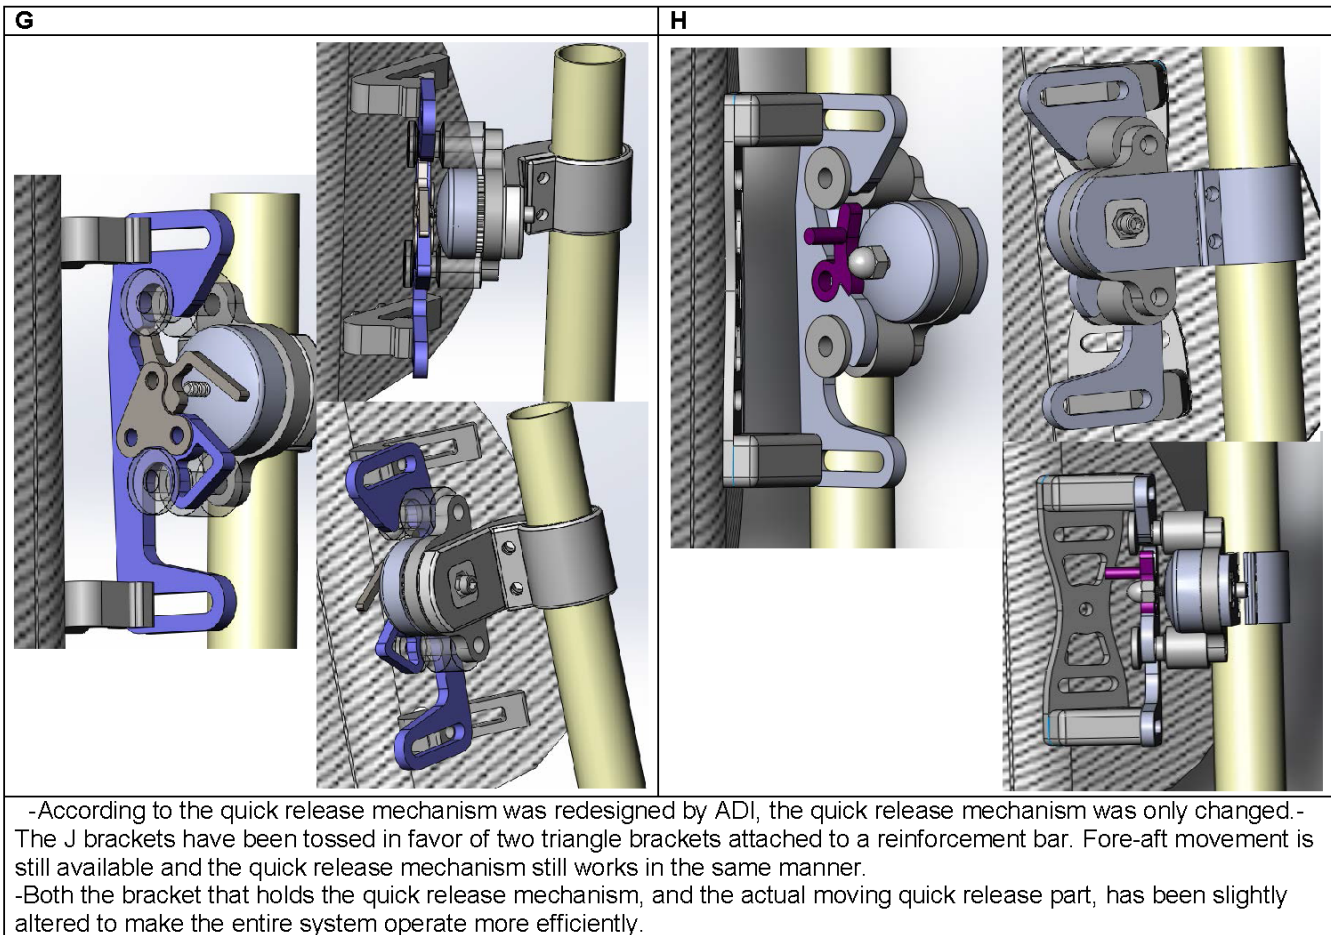 G
H
-According to the quick release mechanism was redesigned by ADI, the quick release mechanism was only changed.-
The J brackets have been tossed in favor of two triangle brackets attached to a reinforcement bar. Fore-aft movement is
still available and the quick release mechanism still works in the same manner.
-Both the bracket that holds the quick release mechanism, and the actual moving quick release part, has been slightly
altered to make the entire system operate more efficiently.